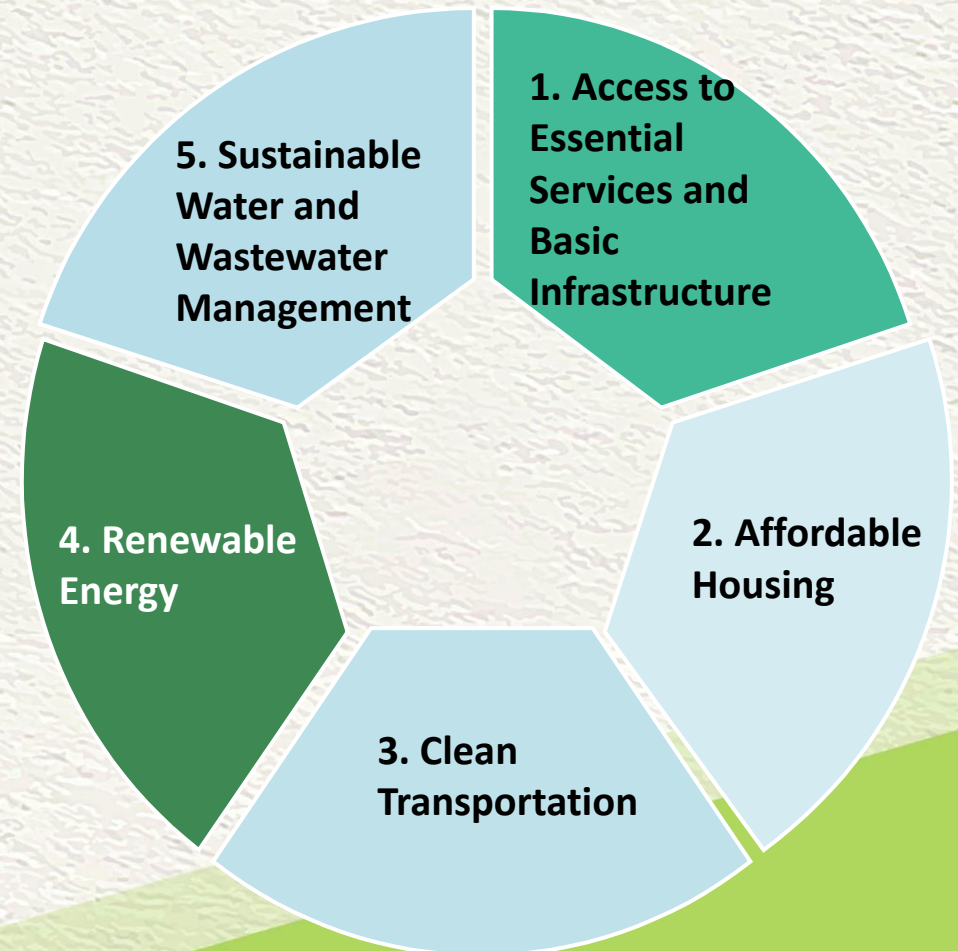 1. Access to
Essential
Services and
Basic
Infrastructure
2. Affordable
Housing
3. Clean
Transportation
4. Renewable
Energy
5. Sustainable
Water and
Wastewater
Management